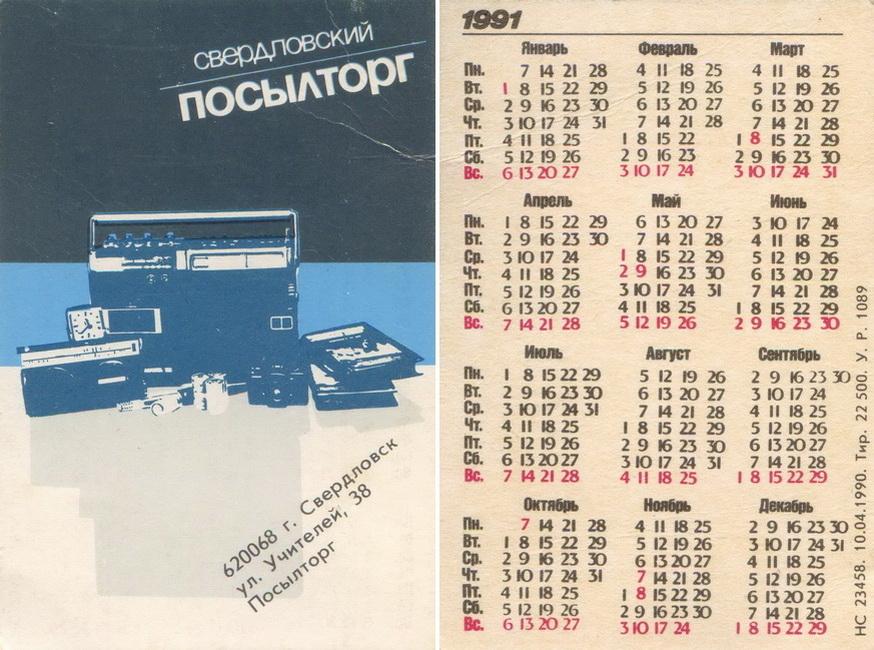 свердловский
ПОСЫЛТОРГ
620068 г. Свердловск
ул. Учителей, 38
Посылторг
1991
Январь Февраль Март
Пн. 7 14 21 28 4 11 18 25 4 11 18 25
Вт. 1 8 15 22 29 5 12 19 26 5 12 19 26
Ср. 2 9 16 23 30 6 13 20 27 6 13 20 27
Чт. 3 10 17 24 31 7 14 21 28 7 14 21 28
Пт. 4 11 18 25 1 8 15 22 1 8 15 22 29
Сб. 5 12 19 26 2 9 16 23 2 9 16 23 30
Вс. 6 13 20 27 3 10 17 24 3 10 17 24 31
Апрель Май Июнь
Пн. 1 8 15 22 29 6 13 20 27 3 10 17 24
Вт. 2 9 16 23 30 7 14 21 28 4 11 18 25
Ср. 3 10 17 24 1 8 15 22 29 5 12 19 26
Чт. 4 11 18 25 2 9 16 23 30 6 13 20 27
Пт. 5 12 19 26 3 10 17 24 31 7 14 21 28
Сб. 6 13 20 27 4 11 18 25 1 8 15 22 29
Вс. 7 14 21 28 5 12 19 26 2 9 16 23 30
Июль Август Сентябрь
Пн. 1 8 15 22 29 5 12 19 26 2 9 16 23 30
Вт. 2 9 16 23 30 6 13 20 27 3 10 17 24
Ср. 3 10 17 24 31 7 14 21 28 4 11 18 25
Чт. 4 11 18 25 1 8 15 22 29 5 12 19 26
Пт. 5 12 19 26 2 9 16 23 30 6 13 20 27
Сб. 6 13 20 27 3 10 17 24 31 7 14 21 28
Вс. 7 14 21 28 4 11 18 25 1 8 15 22 29
Октябрь Ноябрь Декабрь
Пн. 7 14 21 28 4 11 18 25 2 9 16 23 30
Вт. 1 8 15 22 29 5 12 19 26 3 10 17 24 31
Ср. 2 9 16 23 30 6 13 20 27 4 11 18 25
Чт. 3 10 17 24 31 7 14 21 28 5 12 19 26
Пт. 4 11 18 25 1 8 15 22 29 6 13 20 27
Сб. 5 12 19 26 2 9 16 23 30 7 14 21 28
Вс. 6 13 20 27 3 10 17 24 1 8 15 22 29
НС 23458. 10.04.1990. Тир. 22 500. У. Р. 1089